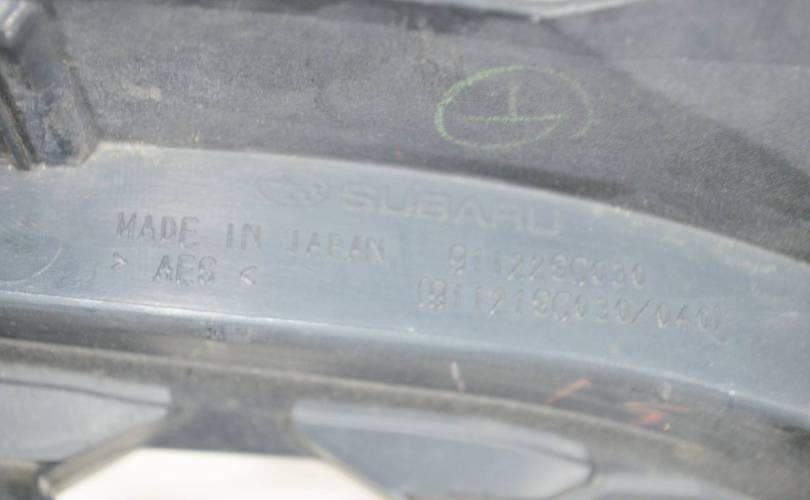 SUBARU
MADE IN JAPAN
> AES <
91122SC030
(91121SC030/040)